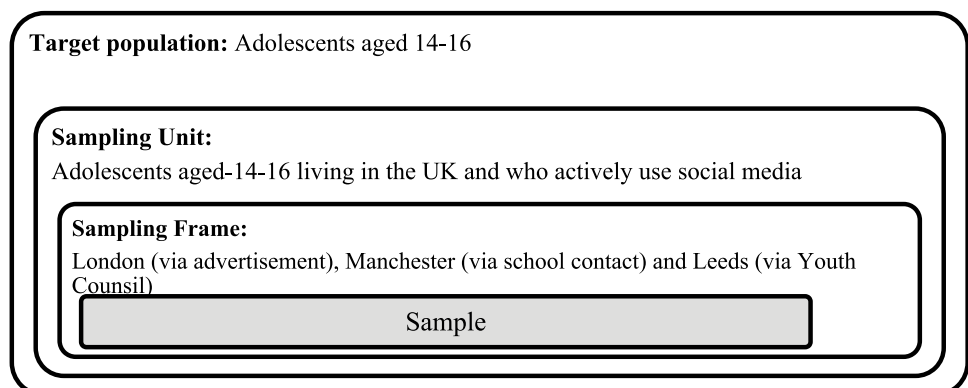 Target population: Adolescents aged 14-16
Sampling Unit:
Adolescents aged-14-16 living in the UK and who actively use social media
Sampling Frame:
London (via advertisement), Manchester (via school contact) and Leeds (via Youth
Counsil)
Sample